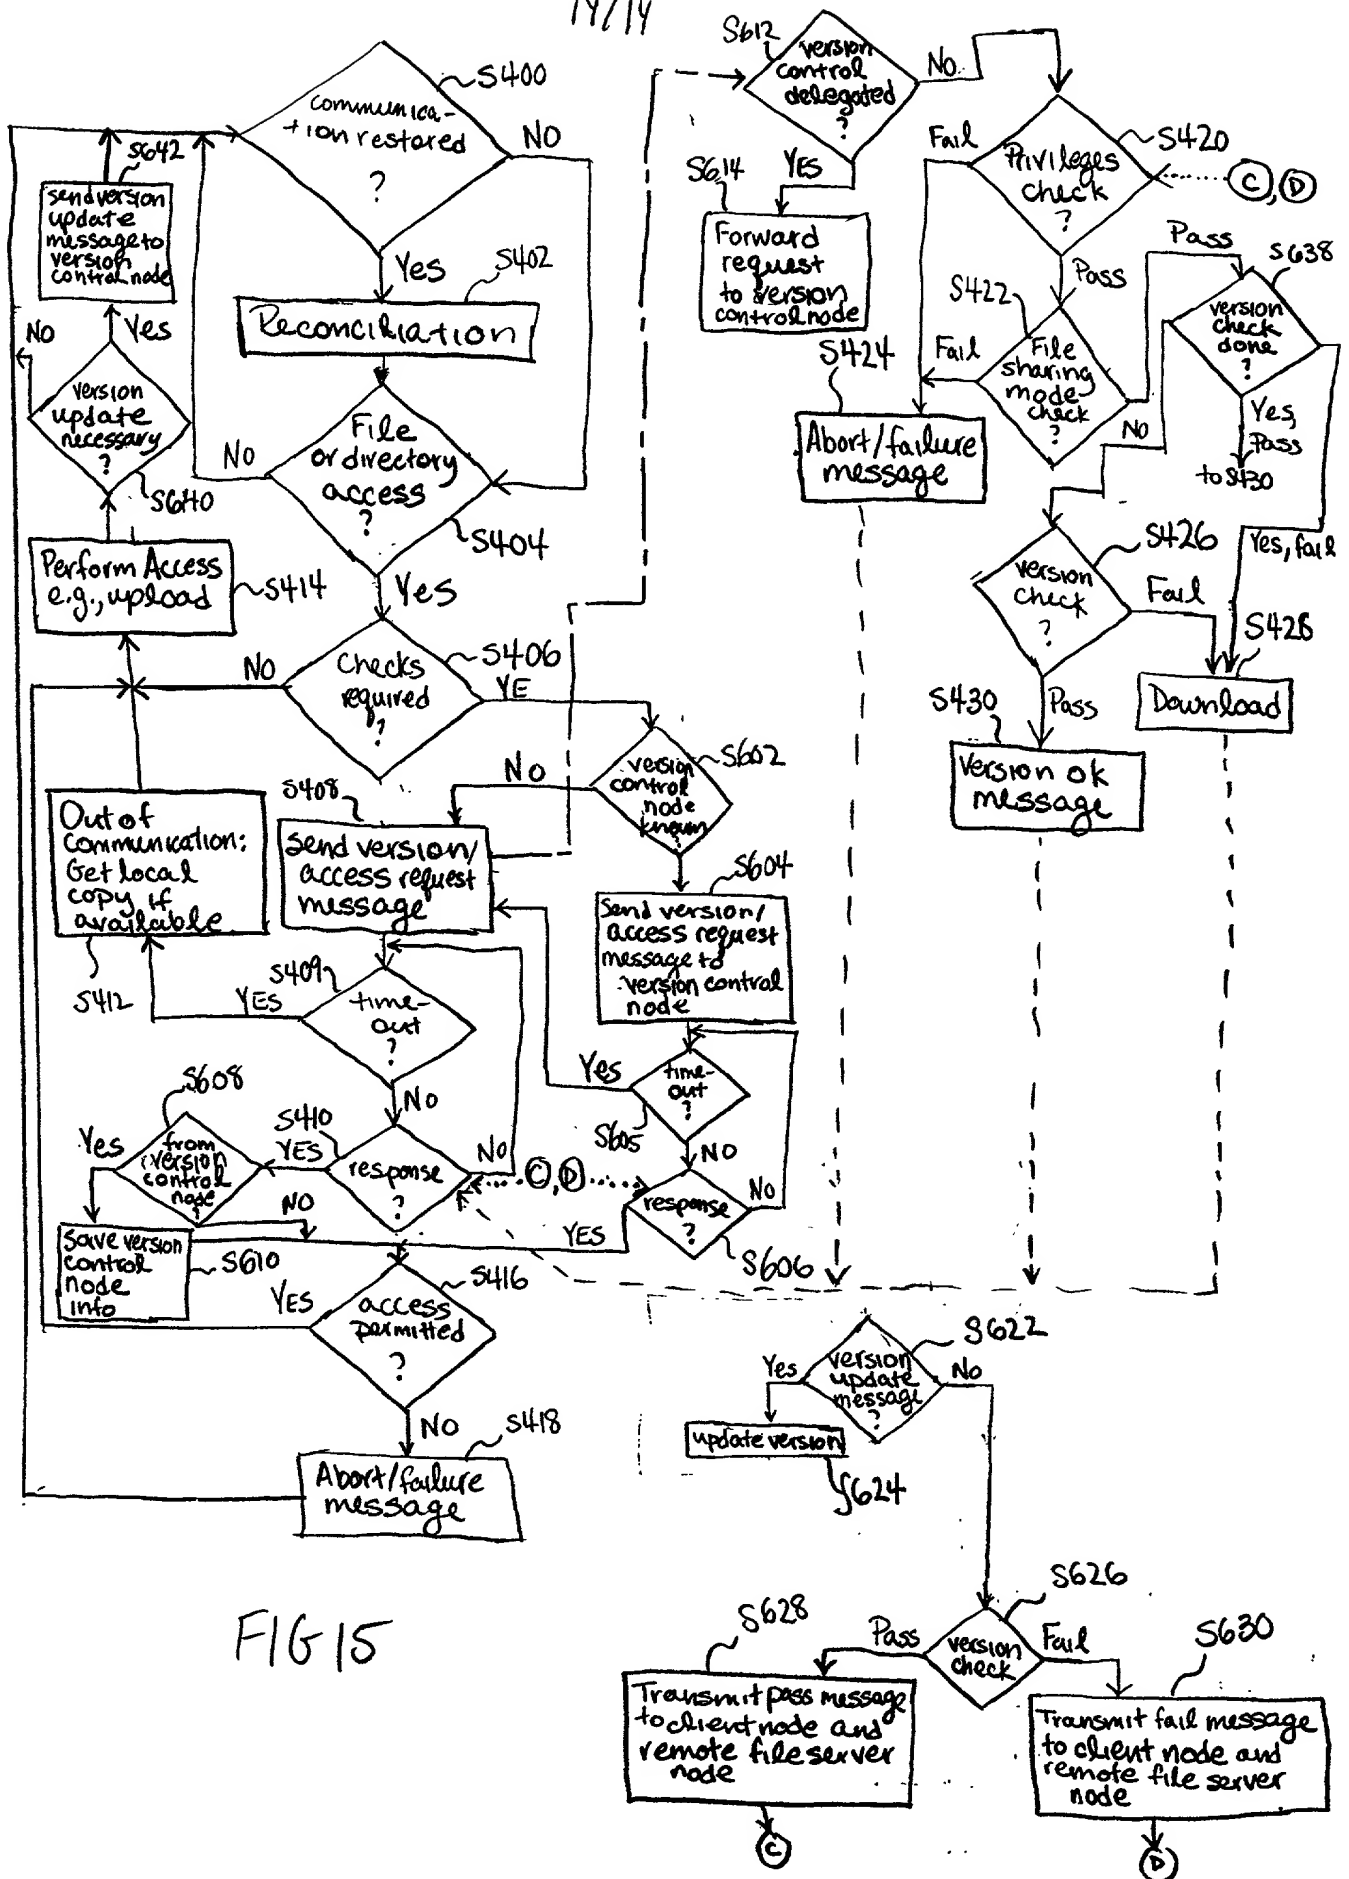 14/14
S400
communica-
tion restored
?
NO
Yes
S402
Reconciliation
File
or directory
access
?
NO
S404
Yes
S642
send version
update
message to
version
control node
NO
Yes
version
update
necessary
?
S640
Perform Access
e.g., upload
S414
Checks
required
?
S406
NO
YE
S602
version
control
node
known
NO
S408
Send version/
access request
message
S604
Send version/
access request
message to
version control
node
Out of
communication:
Get local
copy if
available
S412
S409
time-
out
?
YES
NO
Yes
time-
out
?
S605
NO
S608
from
version
control
node
?
Yes
NO
S410
YES
response
?
NO
C, D
response
?
NO
YES
S606
Save version
control
node
info
S610
S416
access
permitted
?
YES
NO
S418
Abort/failure
message
S612
version
control
delegated
?
No
YES
S614
Forward
request
to version
control node
S420
Privileges
check
?
Fail
C, D
Pass
S422
File
sharing
mode
check
?
Fail
Pass
S638
version
check
done
?
No
Yes,
Pass
to S430
Yes, fail
S424
Abort/failure
message
S426
version
check
?
Fail
Pass
S428
Download
S430
Version ok
message
S622
version
update
message
?
Yes
No
update version
S624
S626
version
check
Pass
Fail
S628
Transmit pass message
to client node and
remote file server
node
C
S630
Transmit fail message
to client node and
remote file server
node
D
FIG 15